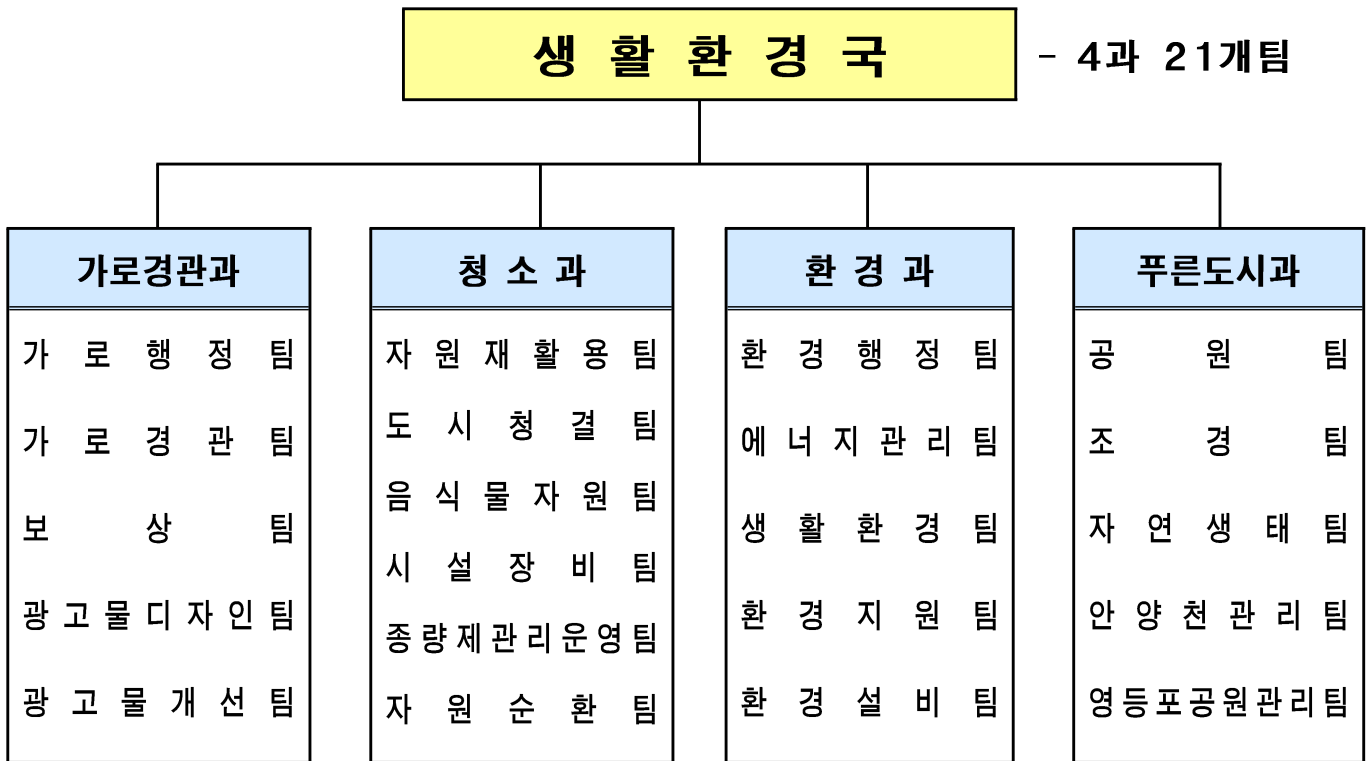 생 활 환 경 국
- 4과 21개팀
가로경관과
가 로 행 정 팀
가 로 경 관 팀
보 상 팀
광 고 물 디 자 인 팀
광 고 물 개 선 팀
청 소 과
자 원 재 활 용 팀
도 시 청 결 팀
음 식 물 자 원 팀
시 설 장 비 팀
종 량 제 관 리 운 영 팀
자 원 순 환 팀
환 경 과
환 경 행 정 팀
에 너 지 관 리 팀
생 활 환 경 팀
환 경 지 원 팀
환 경 설 비 팀
푸른도시과
공 원 팀
조 경 팀
자 연 생 태 팀
안 양 천 관 리 팀
영 등 포 공 원 관 리 팀